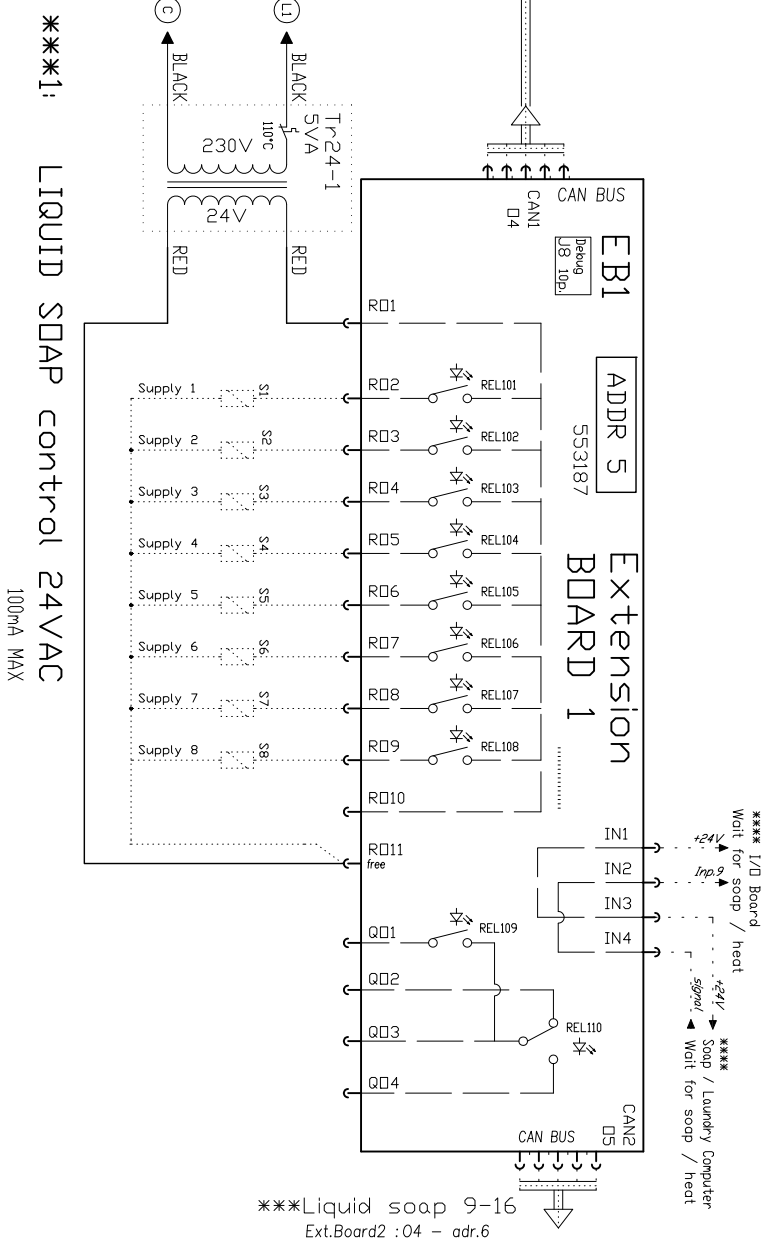 C
L1
BLACK
BLACK
Tr24-1
5VA
110°C
230V
24V
RED
RED
***1: LIQUID SOAP control 24VAC
100mA MAX
CAN BUS
CAN1
O4
EB1
Debug
J8 10p.
ADDR 5
553187
Extension
BOARD 1
RO1
RO2
REL101
RO3
REL102
RO4
REL103
RO5
REL104
RO6
REL105
RO7
REL106
RO8
REL107
RO9
REL108
RO10
RO11
free
Supply 1
S1
Supply 2
S2
Supply 3
S3
Supply 4
S4
Supply 5
S5
Supply 6
S6
Supply 7
S7
Supply 8
S8
IN1
IN2
IN3
IN4
+24V
Inp.9
**** I/O Board
Wait for soap / heat
+24V
signal
****
Soap / Laundry Computer
Wait for soap / heat
QO1
REL109
QO2
QO3
REL110
QO4
CAN2
O5
CAN BUS
***Liquid soap 9-16
Ext.Board2 :04 - adr.6